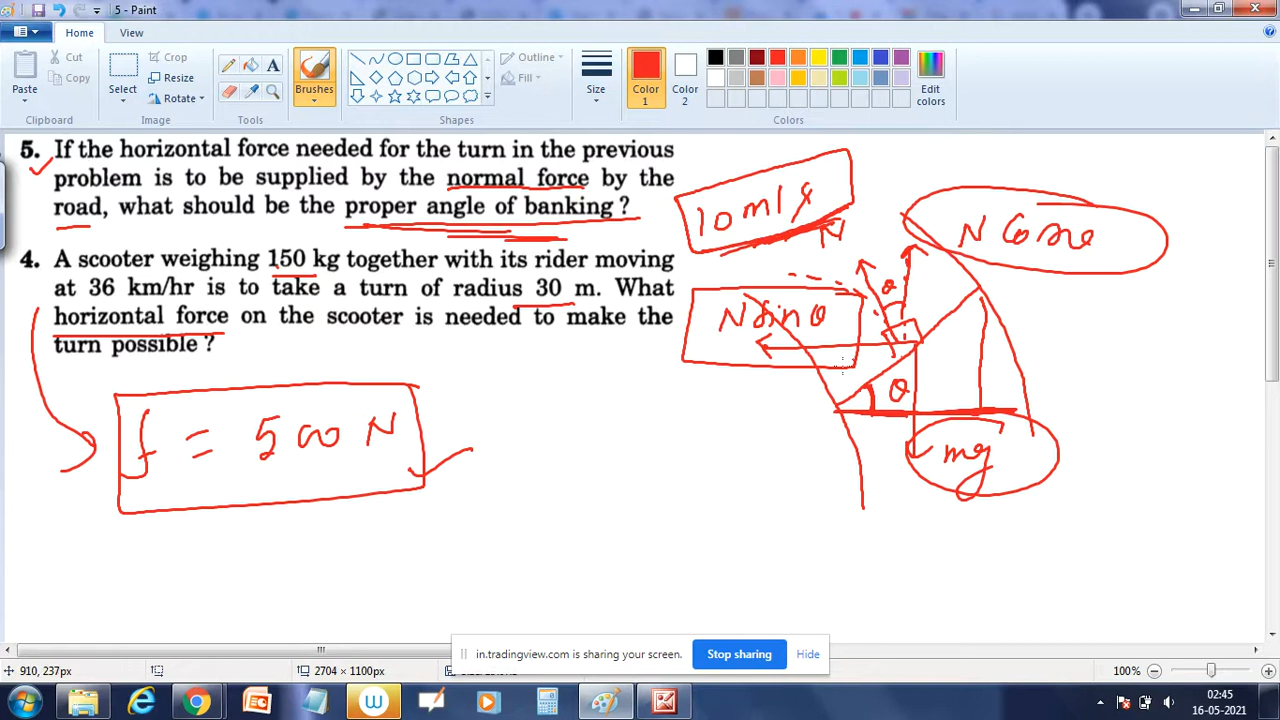 5 - Paint
Home
View
Paste
Cut
Copy
Clipboard
Select
Crop
Resize
Rotate
Image
A
Tools
Brushes
Outline
Fill
Shapes
Size
Color 1
Color 2
Edit colors
Colors
5. If the horizontal force needed for the turn in the previous
problem is to be supplied by the normal force by the
road, what should be the proper angle of banking ?
4. A scooter weighing 150 kg together with its rider moving
at 36 km/hr is to take a turn of radius 30 m. What
horizontal force on the scooter is needed to make the
turn possible ?
f = 500 N
10 m/s
N
N Cosθ
θ
N sinθ
θ
mg
in.tradingview.com is sharing your screen.
Stop sharing
Hide
910, 237px
2704 × 1100px
100%
02:45
16-05-2021